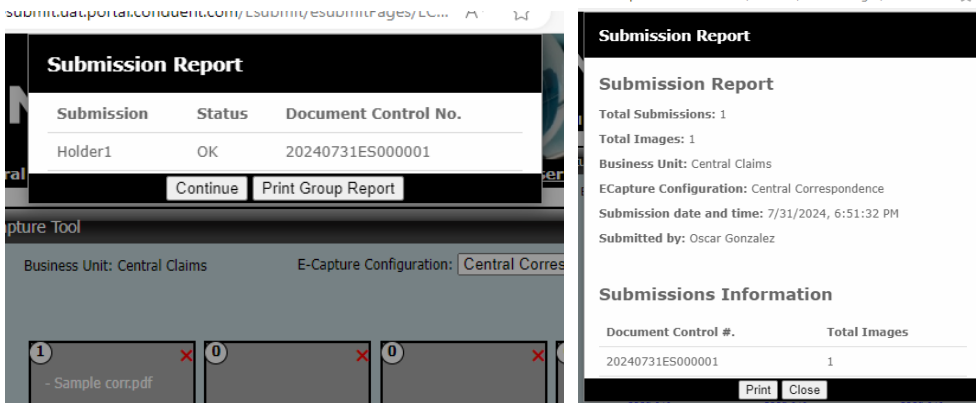 submit.uat.portal.conduent.com/Esubmit/esubmitPages/EC...
Submission Report
Submission Status Document Control No.
Holder1 OK 20240731ES000001
Continue Print Group Report
pture Tool
Business Unit: Central Claims E-Capture Configuration: Central Corres
1 0 0
- Sample corr.pdf
Submission Report
Submission Report
Total Submissions: 1
Total Images: 1
Business Unit: Central Claims
ECapture Configuration: Central Correspondence
Submission date and time: 7/31/2024, 6:51:32 PM
Submitted by: Oscar Gonzalez
Submissions Information
Document Control #. Total Images
20240731ES000001 1
Print Close